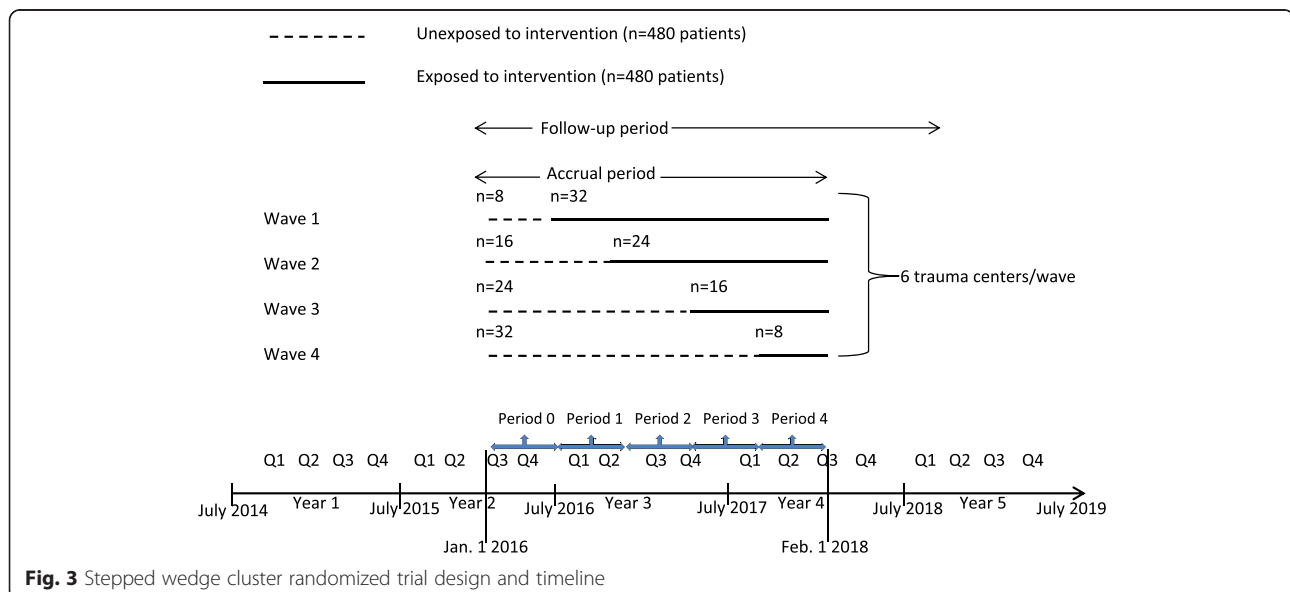 Unexposed to intervention (n=480 patients)
Exposed to intervention (n=480 patients)
Follow-up period
Accrual period
n=8 n=32
Wave 1
n=16 n=24
Wave 2
n=24 n=16
Wave 3
n=32 n=8
Wave 4
6 trauma centers/wave
Period 0 Period 1 Period 2 Period 3 Period 4
Q1 Q2 Q3 Q4 Q1 Q2 Q3 Q4 Q1 Q2 Q3 Q4 Q1 Q2 Q3 Q4 Q1 Q2 Q3 Q4
Year 1 Year 2 Year 3 Year 4 Year 5
July 2014 July 2015 July 2016 July 2017 July 2018 July 2019
Jan. 1 2016 Feb. 1 2018
Fig. 3 Stepped wedge cluster randomized trial design and timeline